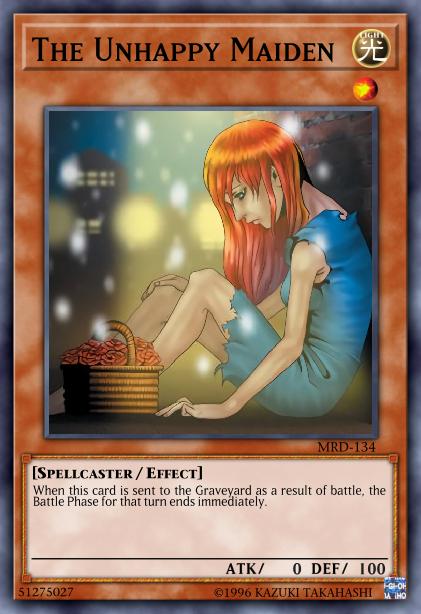 THE UNHAPPY MAIDEN
LIGHT
光
MRD-134
[SPELLCASTER / EFFECT]
When this card is sent to the Graveyard as a result of battle, the
Battle Phase for that turn ends immediately.
ATK/ 0 DEF/ 100
51275027
©1996 KAZUKI TAKAHASHI